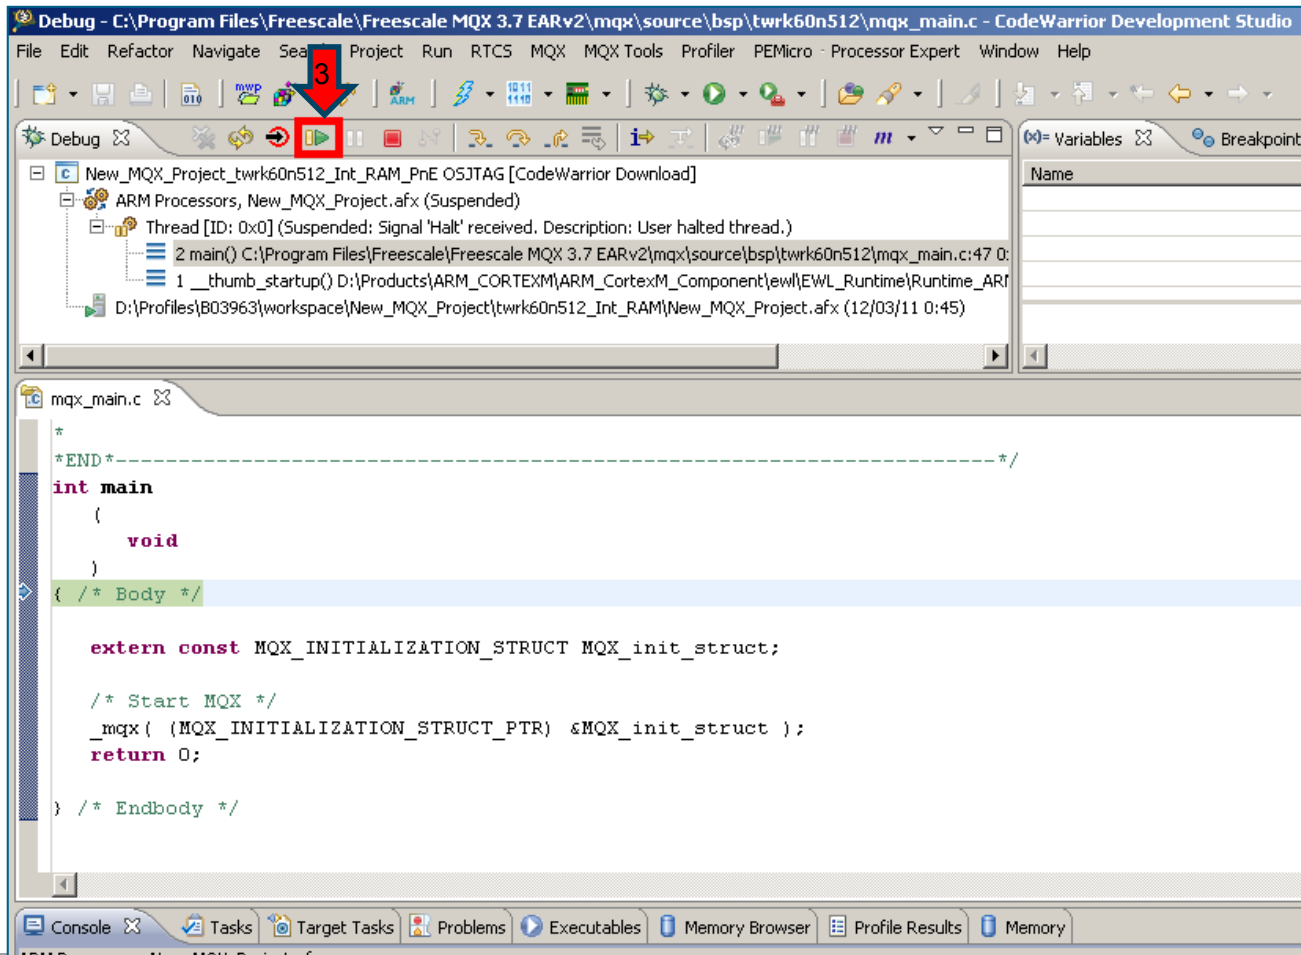 Debug - C:\Program Files\Freescale\Freescale MQX 3.7 EARv2\mqx\source\bsp\twrk60n512\mqx_main.c - CodeWarrior Development Studio
File Edit Refactor Navigate Project Run RTCS MQX MQX Tools Profiler PEMicro Processor Expert Window Help
3
Debug
(x)= Variables
Breakpoint
New_MQX_Project_twrk60n512_Int_RAM_PnE OSJTAG [CodeWarrior Download]
Name
ARM Processors, New_MQX_Project.afx (Suspended)
Thread [ID: 0x0] (Suspended: Signal 'Halt' received. Description: User halted thread.)
2 main() C:\Program Files\Freescale\Freescale MQX 3.7 EARv2\mqx\source\bsp\twrk60n512\mqx_main.c:47 0:
1 __thumb_startup() D:\Products\ARM_CORTEXM\ARM_CortexM_Component\ewl\EWL_Runtime\Runtime_ARM
D:\Profiles\B03963\workspace\New_MQX_Project\twrk60n512_Int_RAM\New_MQX_Project.afx (12/03/11 0:45)
mqx_main.c
*
*END*----------------------------------------------------------------------*/
int main
(
void
)
{ /* Body */
extern const MQX_INITIALIZATION_STRUCT MQX_init_struct;
/* Start MQX */
_mqx( (MQX_INITIALIZATION_STRUCT_PTR) &MQX_init_struct );
return 0;
} /* Endbody */
Console Tasks Target Tasks Problems Executables Memory Browser Profile Results Memory